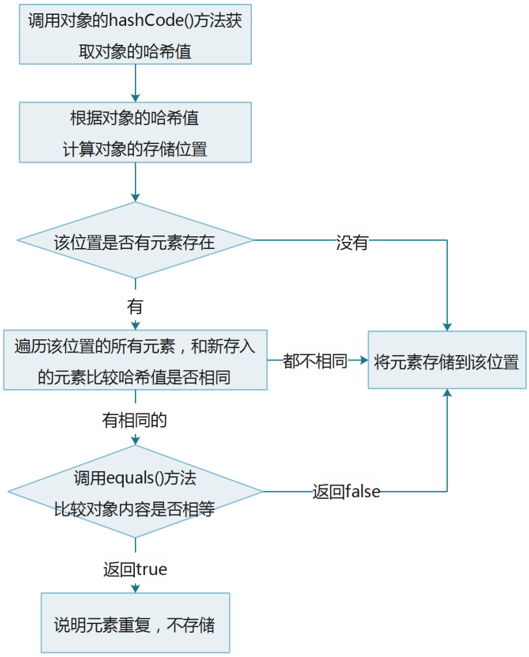 调用对象的hashCode()方法获
取对象的哈希值
根据对象的哈希值
计算对象的存储位置
该位置是否有元素存在
没有
有
遍历该位置的所有元素，和新存入
的元素比较哈希值是否相同
都不相同
将元素存储到该位置
有相同的
调用equals()方法
比较对象内容是否相等
返回false
返回true
说明元素重复，不存储